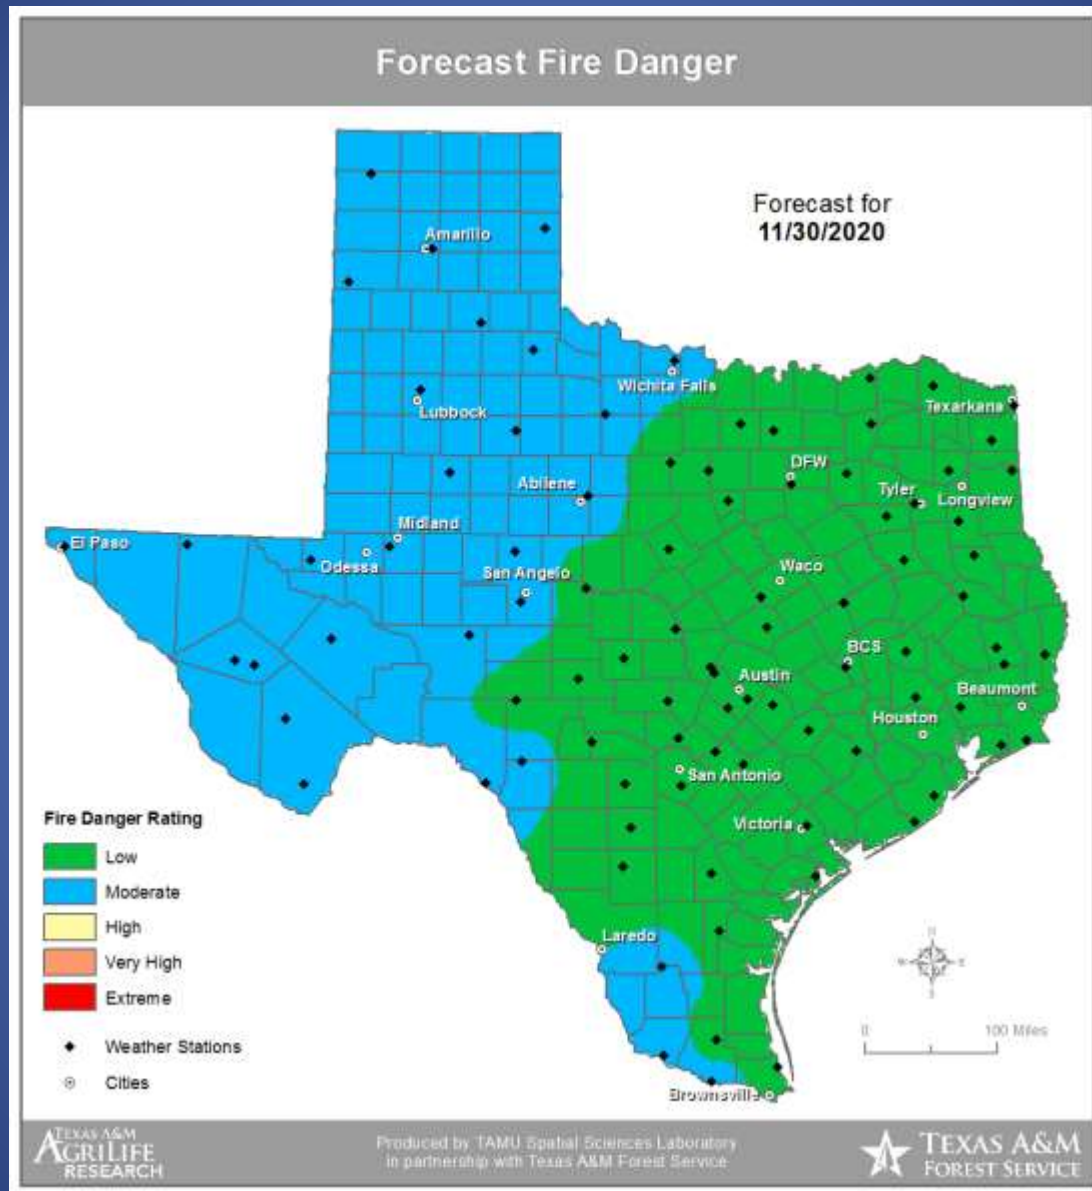 Forecast Fire Danger
Forecast for
11/30/2020
Amarillo
Wichita Falls
Lubbock
Texarkana
DFW
Abilene
Tyler
Longview
Midland
El Paso
Odessa
San Angelo
Waco
BCS
Austin
Beaumont
Houston
San Antonio
Victoria
Laredo
Brownsville
Fire Danger Rating
Low
Moderate
High
Very High
Extreme
Weather Stations
Cities
N
W E
S
0 100 Miles
TEXAS A&M
AGRILIFE
RESEARCH
Produced by TAMU Spatial Sciences Laboratory
in partnership with Texas A&M Forest Service
TEXAS A&M
FOREST SERVICE